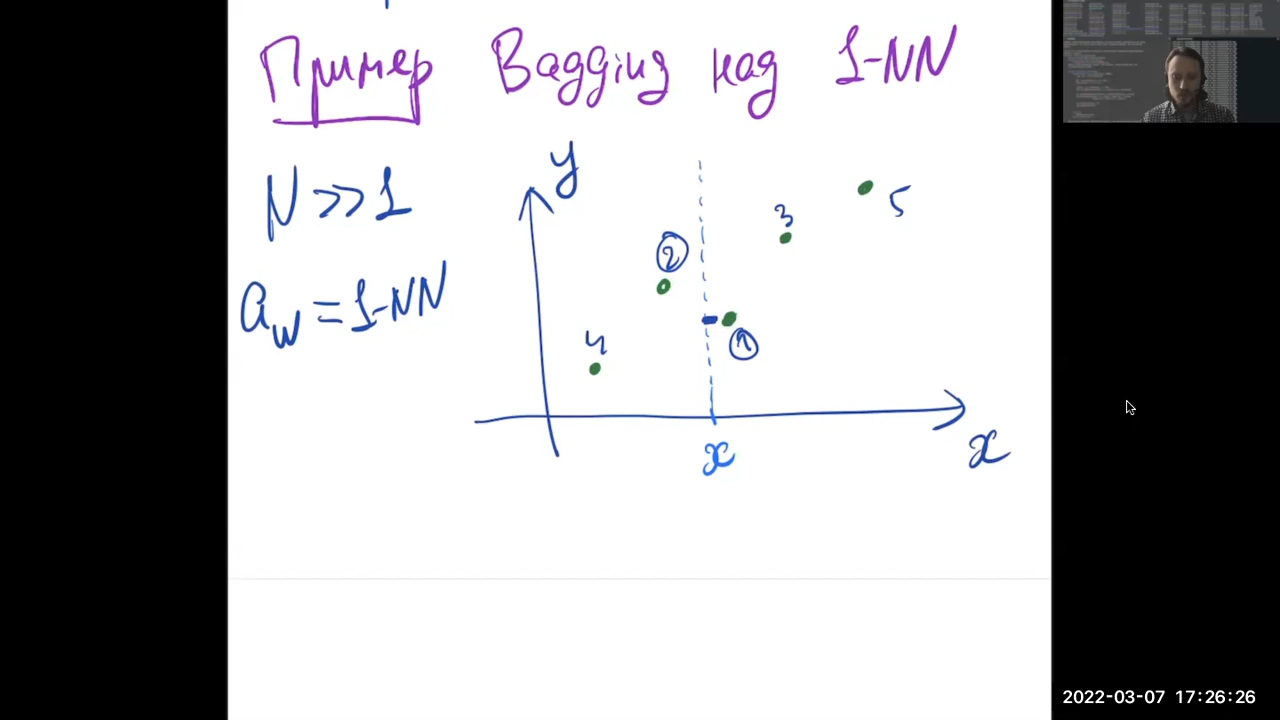 Пример Bagging над 1-NN
N >> 1
a_w = 1-NN
y
5
3
2
1
4
x
x
2022-03-07 17:26:26